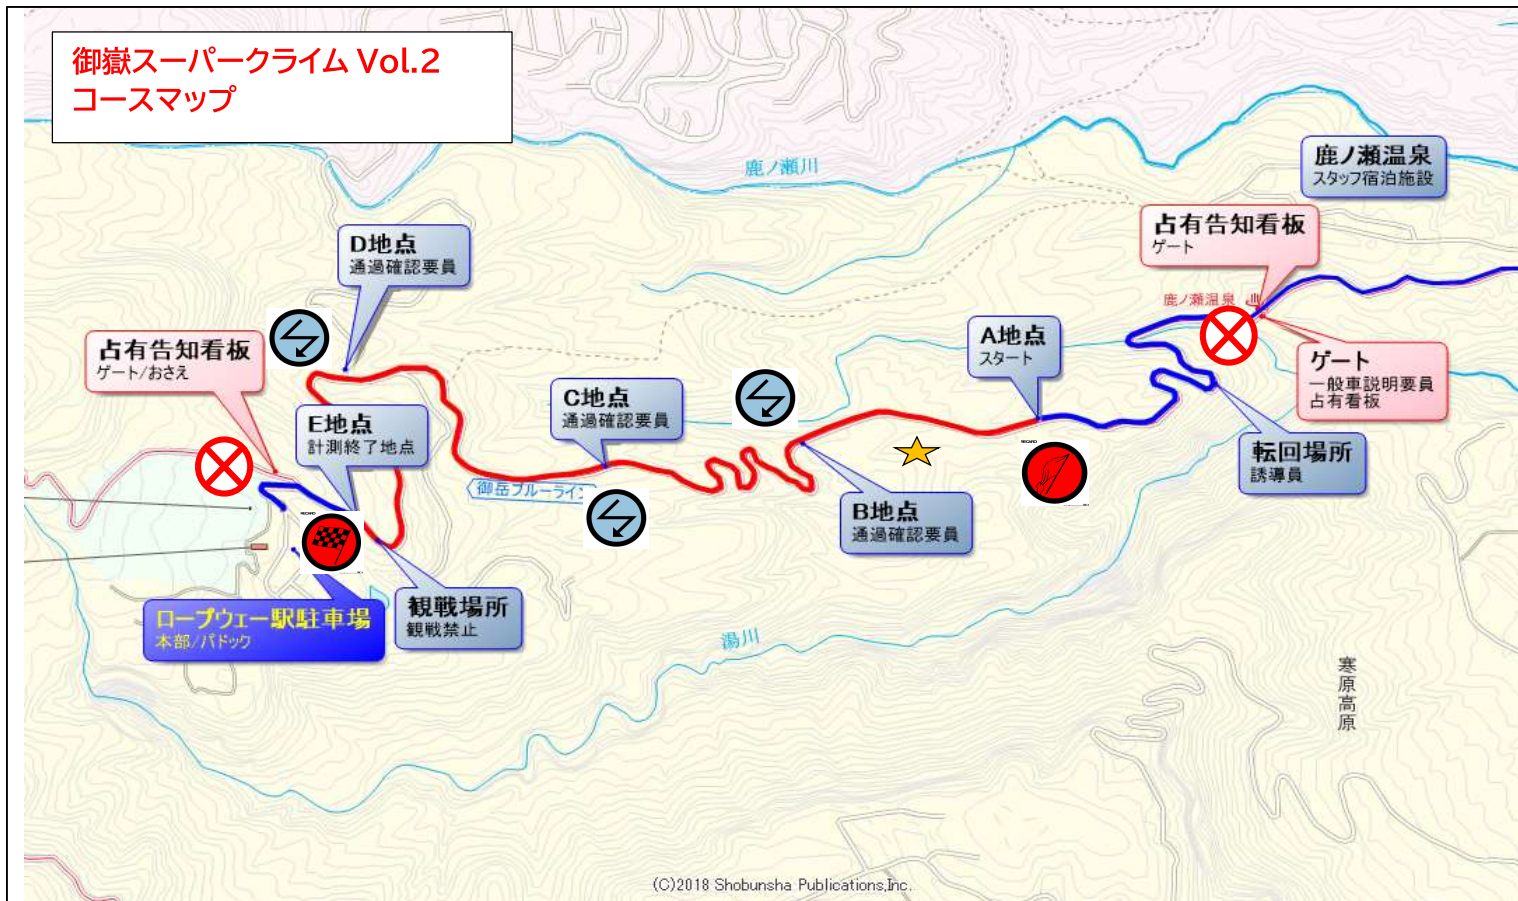 御嶽スーパークライム Vol.2
コースマップ
鹿ノ瀬川
鹿ノ瀬温泉
スタッフ宿泊施設
占有告知看板
ゲート
D地点
通過確認要員
鹿ノ瀬温泉
A地点
スタート
占有告知看板
ゲート/おさえ
ゲート
一般車説明要員
占有看板
C地点
通過確認要員
E地点
計測終了地点
転回場所
誘導員
御岳ブルーライン
B地点
通過確認要員
ロープウェー駅駐車場
本部/パドック
観戦場所
観戦禁止
湯川
寒原高原
(C)2018 Shobunsha Publications,Inc.